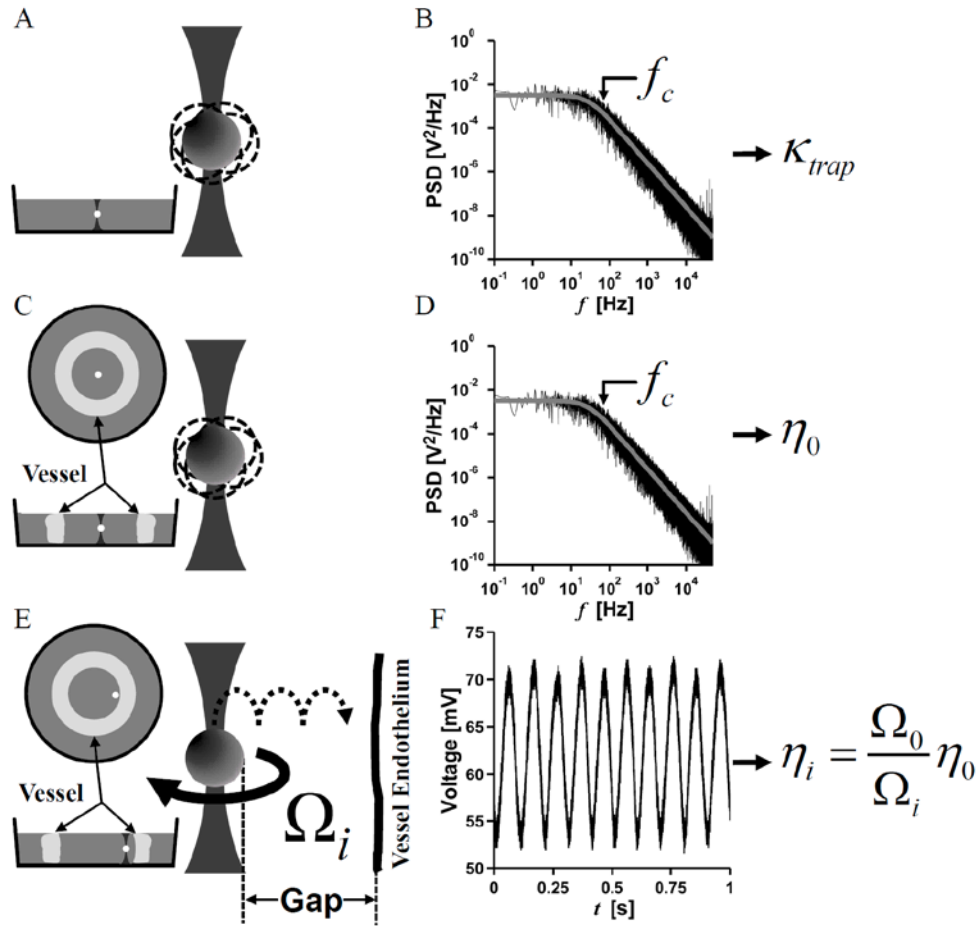 A
B
10⁰
10⁻²
10⁻⁴
10⁻⁶
10⁻⁸
10⁻¹⁰
PSD [V²/Hz]
f_c
10⁻¹ 10⁰ 10¹ 10² 10³ 10⁴
f [Hz]
κ_trap
C
Vessel
D
10⁰
10⁻²
10⁻⁴
10⁻⁶
10⁻⁸
10⁻¹⁰
PSD [V²/Hz]
f_c
10⁻¹ 10⁰ 10¹ 10² 10³ 10⁴
f [Hz]
η₀
E
Vessel
Ω_i
Gap
Vessel Endothelium
F
75
70
65
60
55
50
Voltage [mV]
0 0.25 0.5 0.75 1
t [s]
η_i = Ω₀/Ω_i η₀